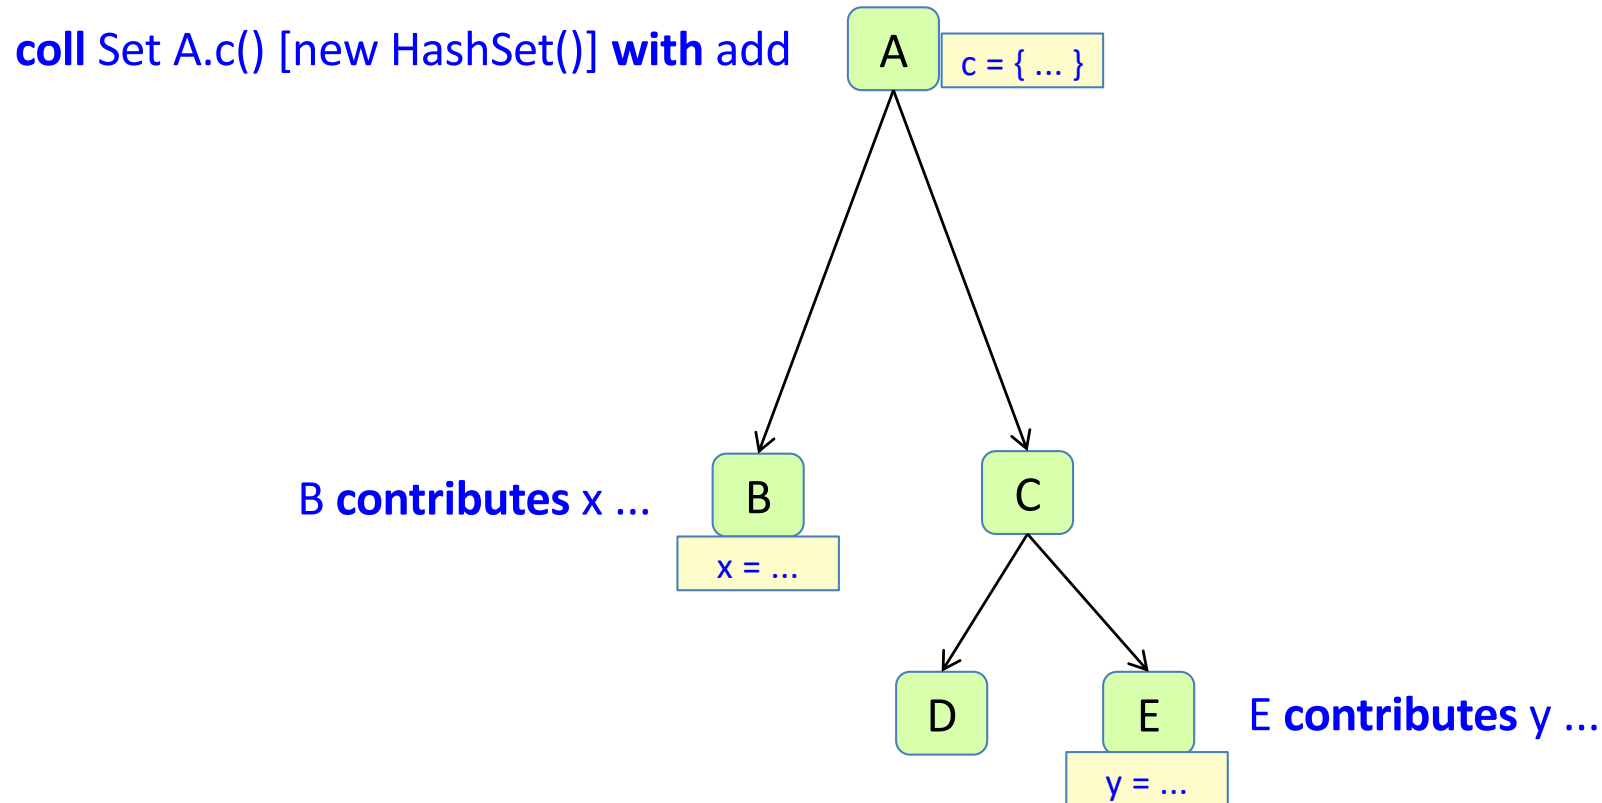 coll Set A.c() [new HashSet()] with add
A
c = { ... }
B contributes x ...
B
x = ...
C
D
E
y = ...
E contributes y ...